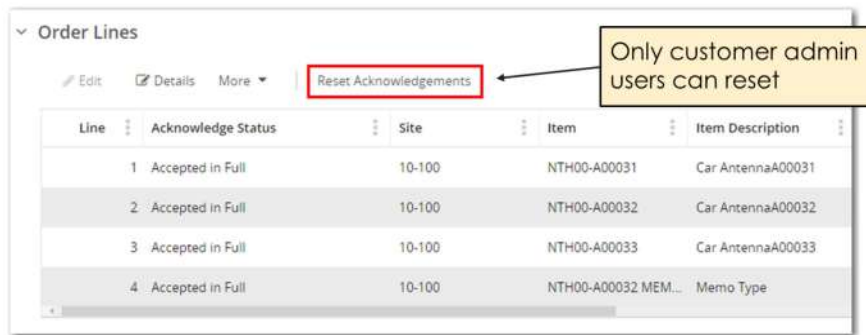 Order Lines
Only customer admin
users can reset
Edit Details More Reset Acknowledgements
Line Acknowledge Status Site Item Item Description
1 Accepted in Full 10-100 NTH00-A00031 Car AntennaA00031
2 Accepted in Full 10-100 NTH00-A00032 Car AntennaA00032
3 Accepted in Full 10-100 NTH00-A00033 Car AntennaA00033
4 Accepted in Full 10-100 NTH00-A00032 MEM... Memo Type